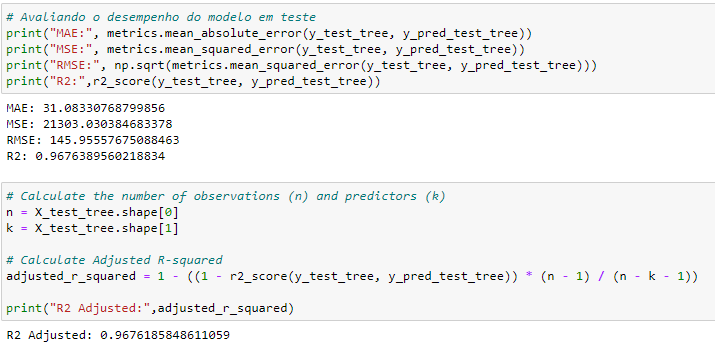 # Avaliando o desempenho do modelo em teste
print("MAE:", metrics.mean_absolute_error(y_test_tree, y_pred_test_tree))
print("MSE:", metrics.mean_squared_error(y_test_tree, y_pred_test_tree))
print("RMSE:", np.sqrt(metrics.mean_squared_error(y_test_tree, y_pred_test_tree)))
print("R2:",r2_score(y_test_tree, y_pred_test_tree))
MAE: 31.08330768799856
MSE: 21303.030384683378
RMSE: 145.95557675088463
R2: 0.9676389560218834
# Calculate the number of observations (n) and predictors (k)
n = X_test_tree.shape[0]
k = X_test_tree.shape[1]
# Calculate Adjusted R-squared
adjusted_r_squared = 1 - ((1 - r2_score(y_test_tree, y_pred_test_tree)) * (n - 1) / (n - k - 1))
print("R2 Adjusted:",adjusted_r_squared)
R2 Adjusted: 0.9676185848611059